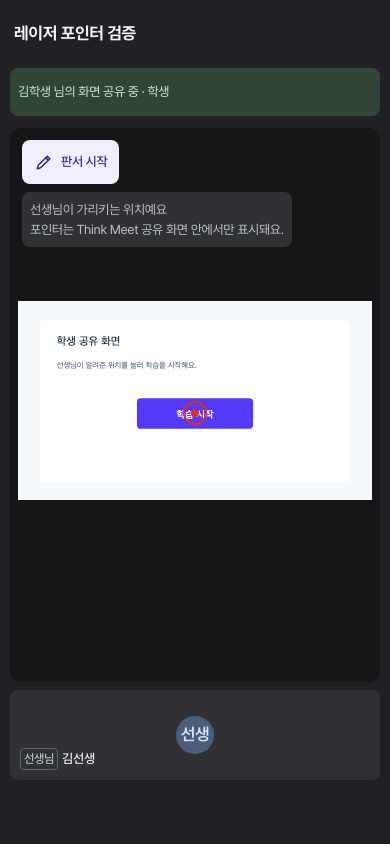 레이저 포인터 검증
김학생 님의 화면 공유 중 · 학생
판서 시작
선생님이 가리키는 위치예요
포인터는 Think Meet 공유 화면 안에서만 표시돼요.
학생 공유 화면
선생님이 알려준 위치를 눌러 학습을 시작해요.
학습 시작
선생
선생님 김선생